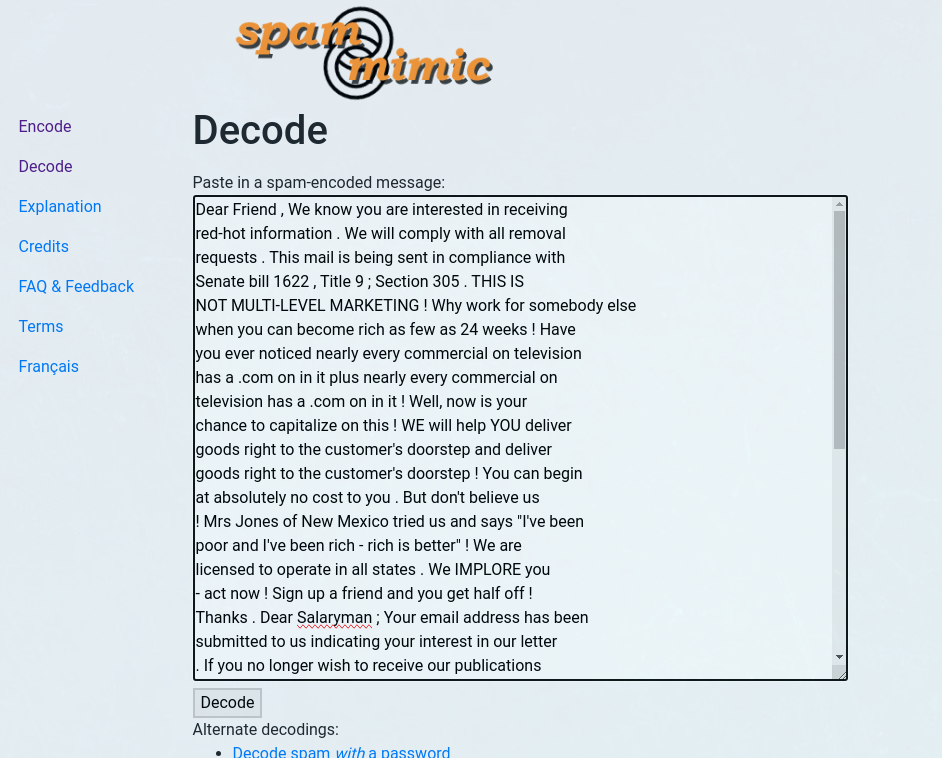 spam
mimic
Encode
Decode
Explanation
Credits
FAQ & Feedback
Terms
Français
Decode
Paste in a spam-encoded message:
Dear Friend , We know you are interested in receiving
red-hot information . We will comply with all removal
requests . This mail is being sent in compliance with
Senate bill 1622 , Title 9 ; Section 305 . THIS IS
NOT MULTI-LEVEL MARKETING ! Why work for somebody else
when you can become rich as few as 24 weeks ! Have
you ever noticed nearly every commercial on television
has a .com on in it plus nearly every commercial on
television has a .com on in it ! Well, now is your
chance to capitalize on this ! WE will help YOU deliver
goods right to the customer's doorstep and deliver
goods right to the customer's doorstep ! You can begin
at absolutely no cost to you . But don't believe us
! Mrs Jones of New Mexico tried us and says "I've been
poor and I've been rich - rich is better" ! We are
licensed to operate in all states . We IMPLORE you
- act now ! Sign up a friend and you get half off !
Thanks . Dear Salaryman ; Your email address has been
submitted to us indicating your interest in our letter
. If you no longer wish to receive our publications
Decode
Alternate decodings:
Decode spam with a password